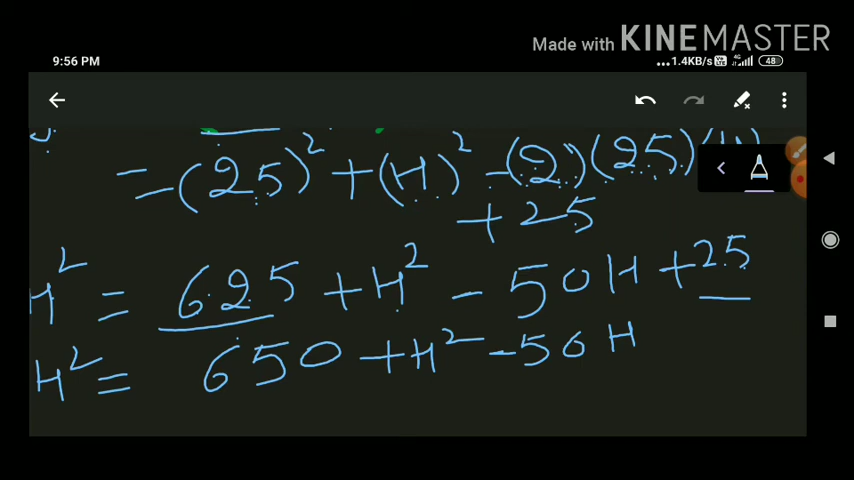 Made with KINEMASTER
9:56 PM
...1.4KB/s 4G 48
= (25)² + (H)² - (2)(25)(H)
+ 25
H² = 625 + H² - 50H + 25
H² = 650 + H² - 50H